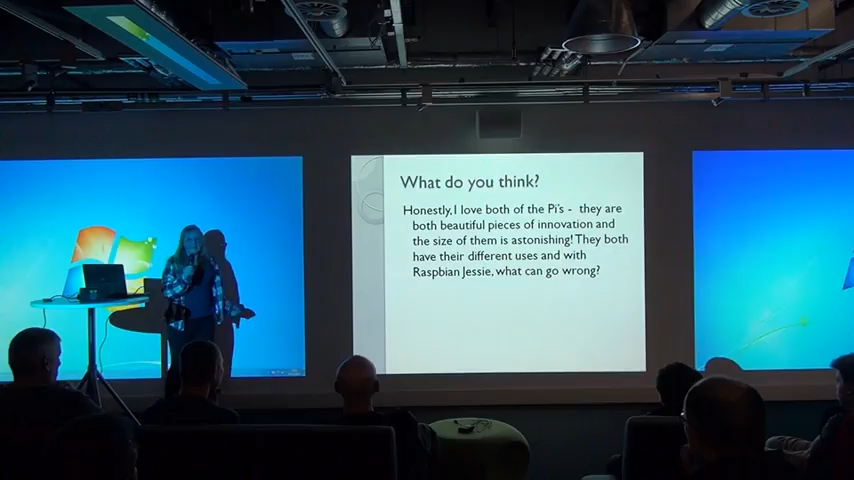 What do you think?
Honestly, I love both of the Pi's - they are
both beautiful pieces of innovation and
the size of them is astonishing! They both
have their different uses and with
Raspbian Jessie, what can go wrong?